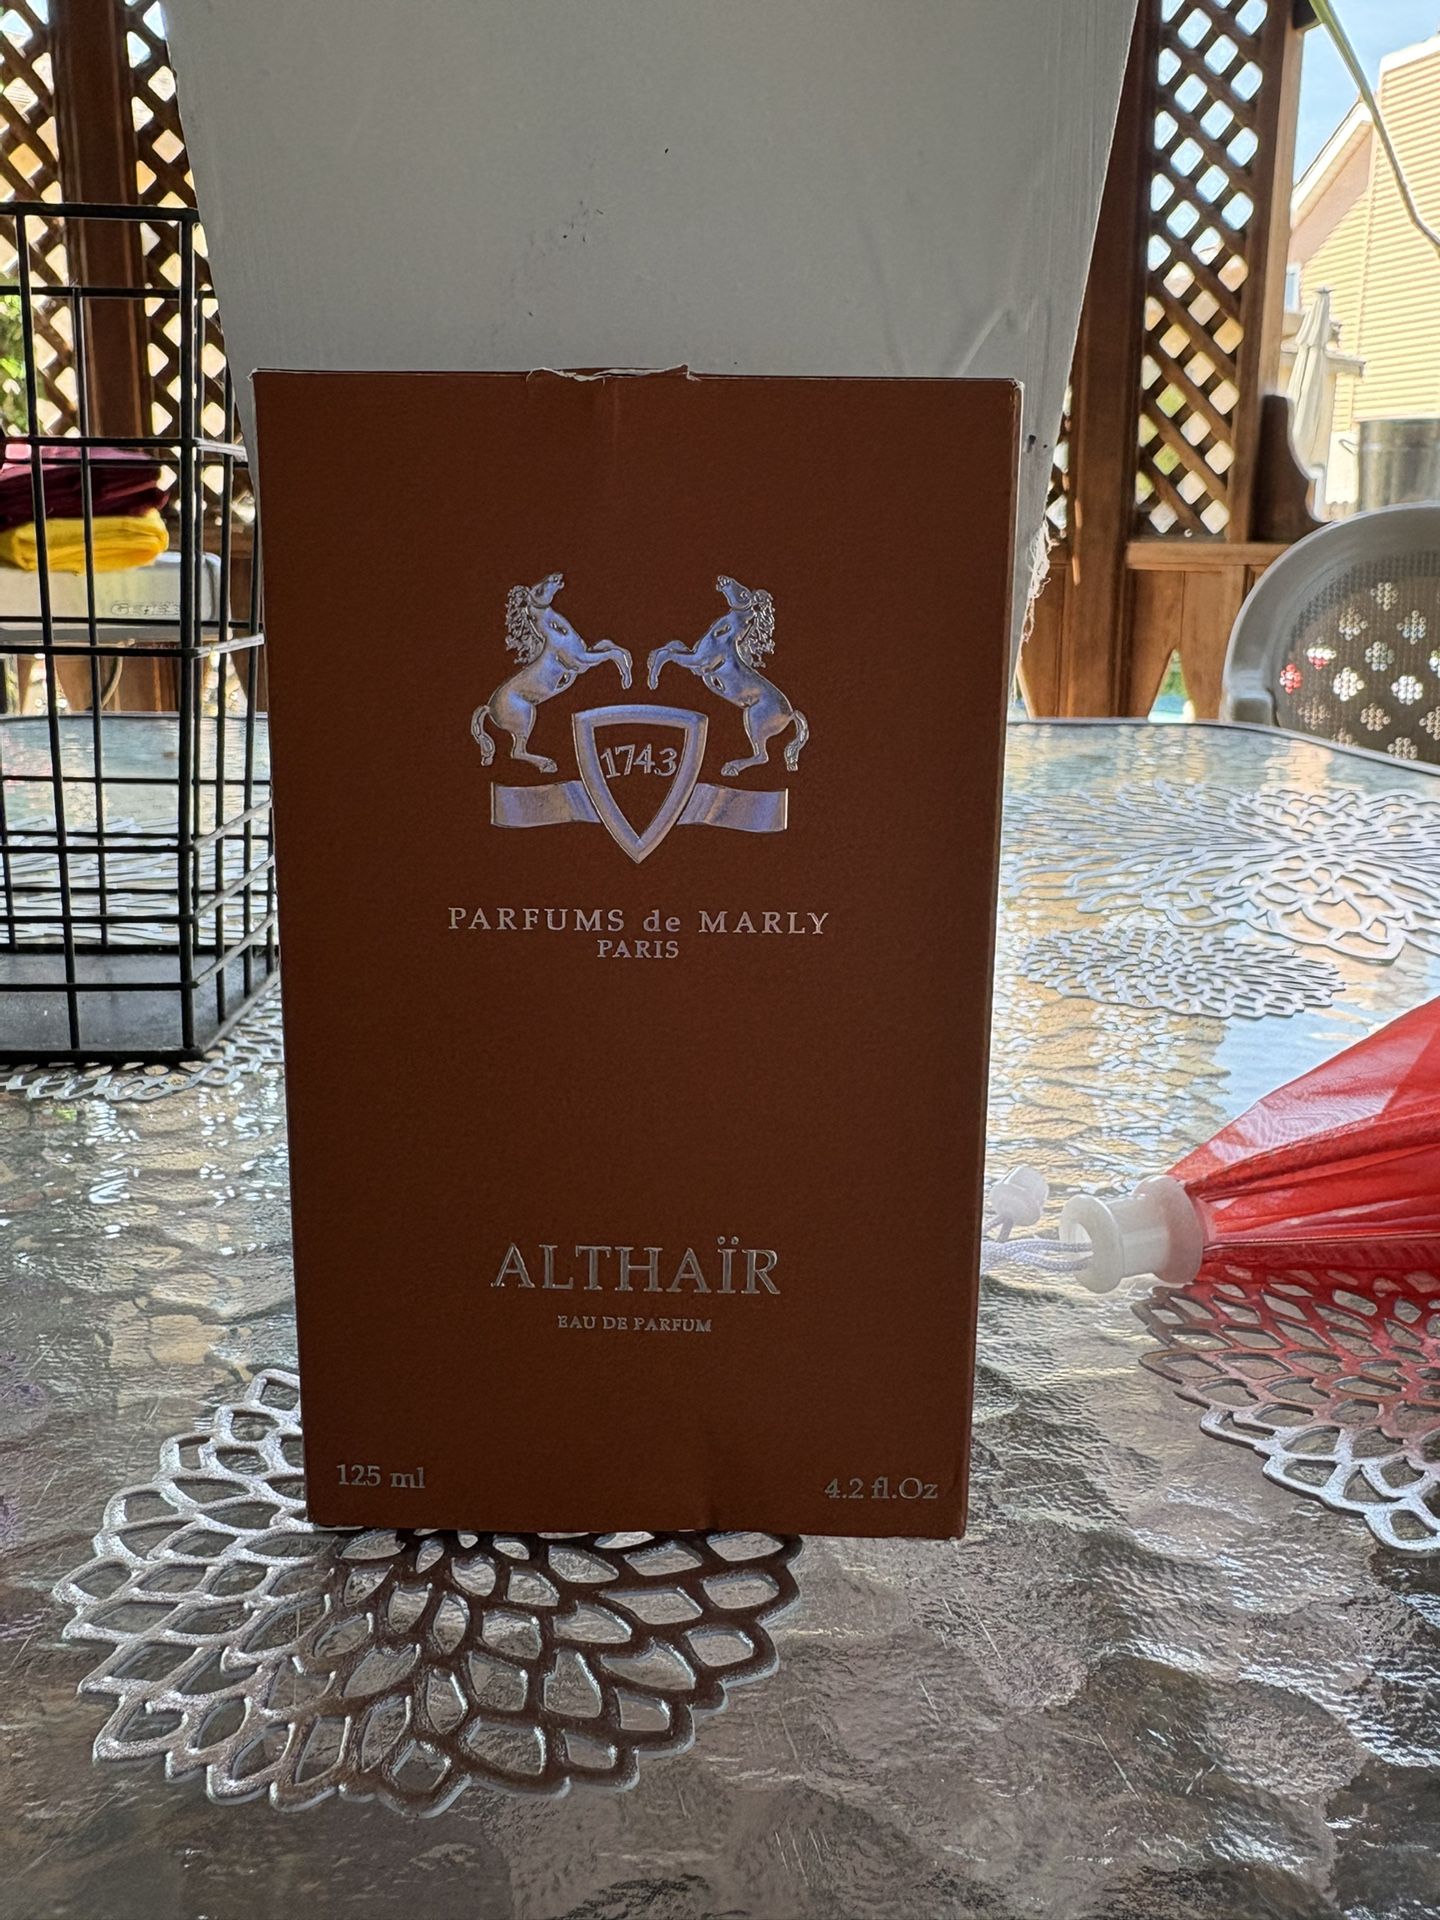 1743
PARFUMS de MARLY
PARIS
ALTHAÏR
EAU DE PARFUM
125 ml
4.2 fl.Oz